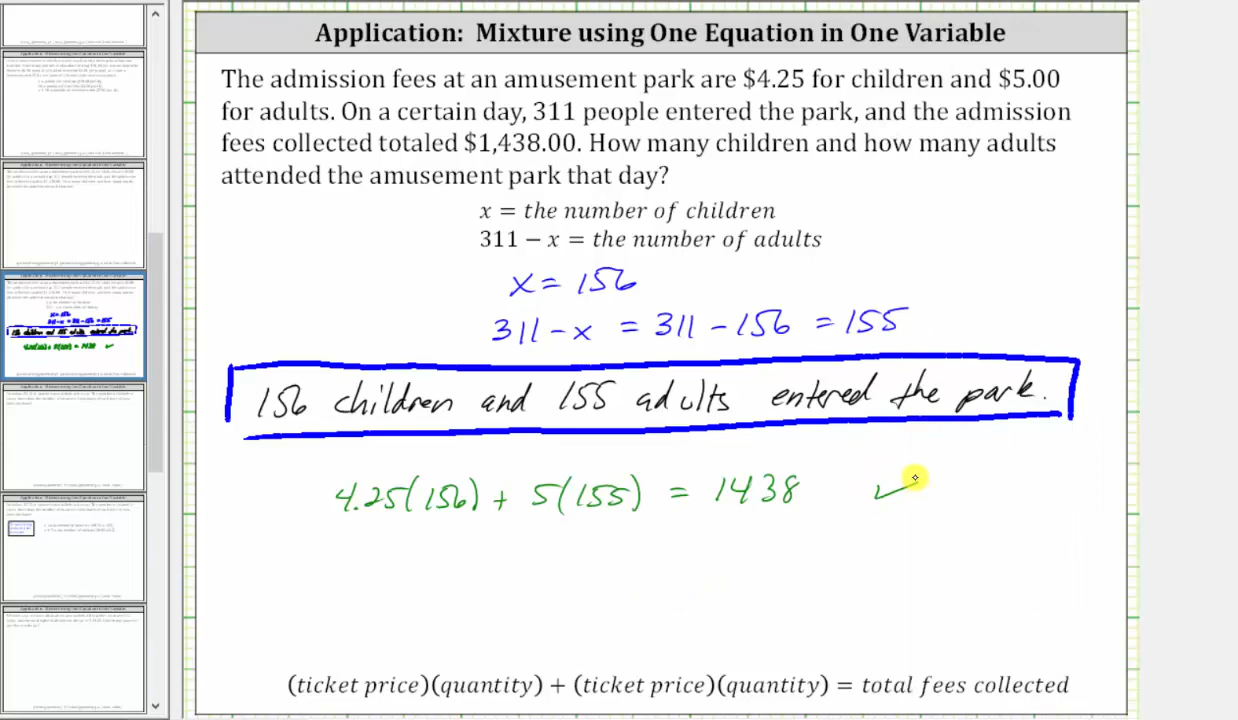 Application: Mixture using One Equation in One Variable
The admission fees at an amusement park are $4.25 for children and $5.00
for adults. On a certain day, 311 people entered the park, and the admission
fees collected totaled $1,438.00. How many children and how many adults
attended the amusement park that day?
x = the number of children
311 − x = the number of adults
x = 156
311 − x = 311 − 156 = 155
156 children and 155 adults entered the park.
4.25(156) + 5(155) = 1438 ✓
(ticket price)(quantity) + (ticket price)(quantity) = total fees collected